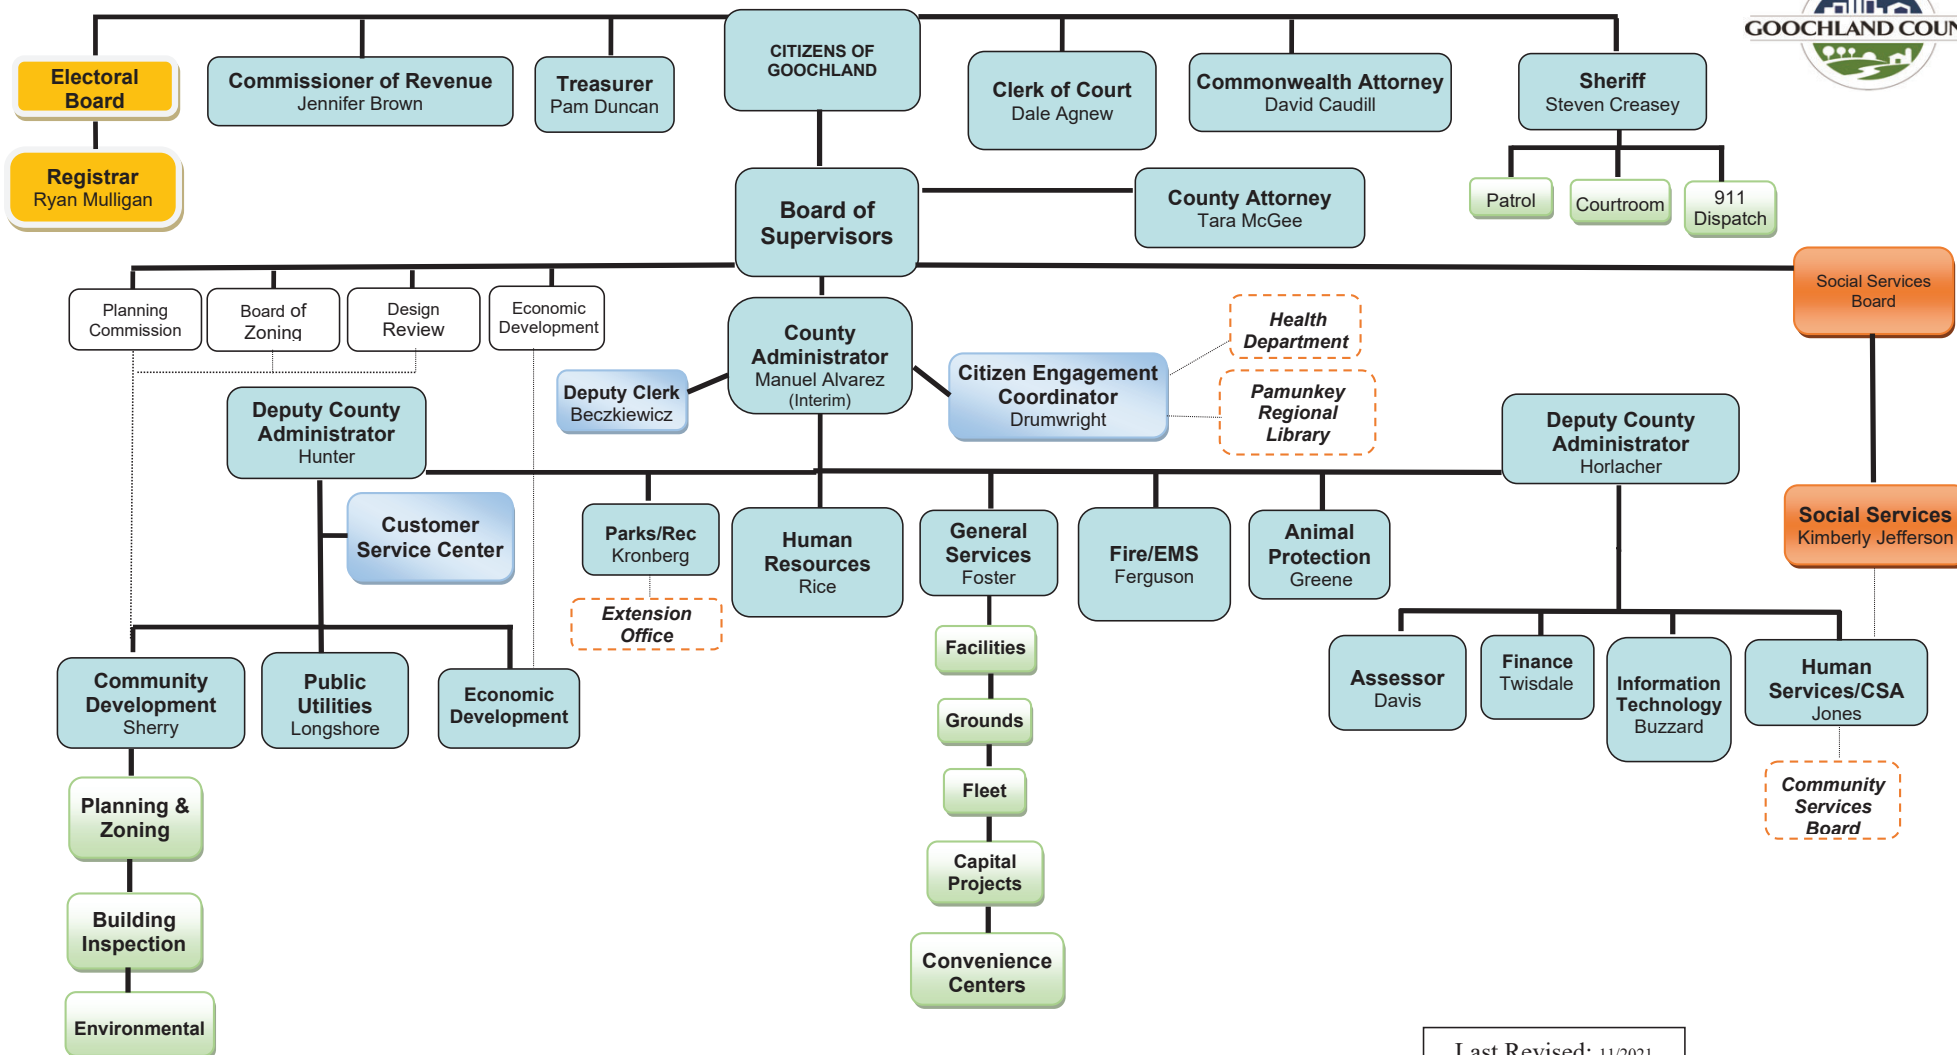 CITIZENS OF
GOOCHLAND
GOOCHLAND COUN
Electoral
Board
Commissioner of Revenue
Jennifer Brown
Treasurer
Pam Duncan
Clerk of Court
Dale Agnew
Commonwealth Attorney
David Caudill
Sheriff
Steven Creasey
Registrar
Ryan Mulligan
Board of
Supervisors
County Attorney
Tara McGee
Patrol
Courtroom
911
Dispatch
Planning
Commission
Board of
Zoning
Design
Review
Economic
Development
Social Services
Board
County
Administrator
Manuel Alvarez
(Interim)
Health
Department
Deputy Clerk
Beczkiewicz
Citizen Engagement
Coordinator
Drumwright
Pamunkey
Regional
Library
Deputy County
Administrator
Hunter
Deputy County
Administrator
Horlacher
Customer
Service Center
Parks/Rec
Kronberg
Human
Resources
Rice
General
Services
Foster
Fire/EMS
Ferguson
Animal
Protection
Greene
Social Services
Kimberly Jefferson
Extension
Office
Community
Development
Sherry
Public
Utilities
Longshore
Economic
Development
Facilities
Grounds
Fleet
Capital
Projects
Convenience
Centers
Assessor
Davis
Finance
Twisdale
Information
Technology
Buzzard
Human
Services/CSA
Jones
Community
Services
Board
Planning &
Zoning
Building
Inspection
Environmental
Last Revised: 11/2021